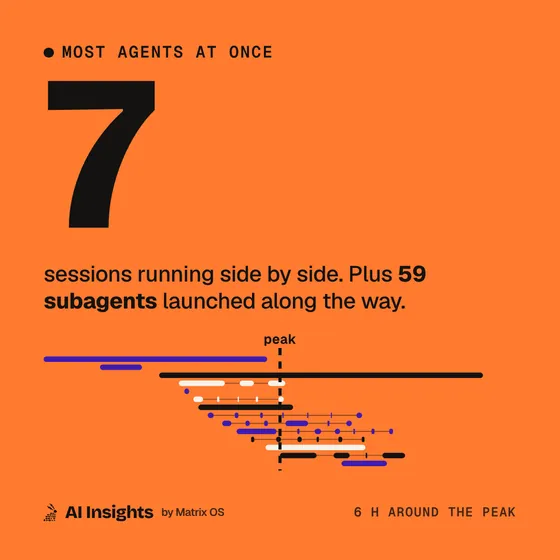 MOST AGENTS AT ONCE
7
sessions running side by side. Plus 59
subagents launched along the way.
peak
AI Insights by Matrix OS
6 H AROUND THE PEAK